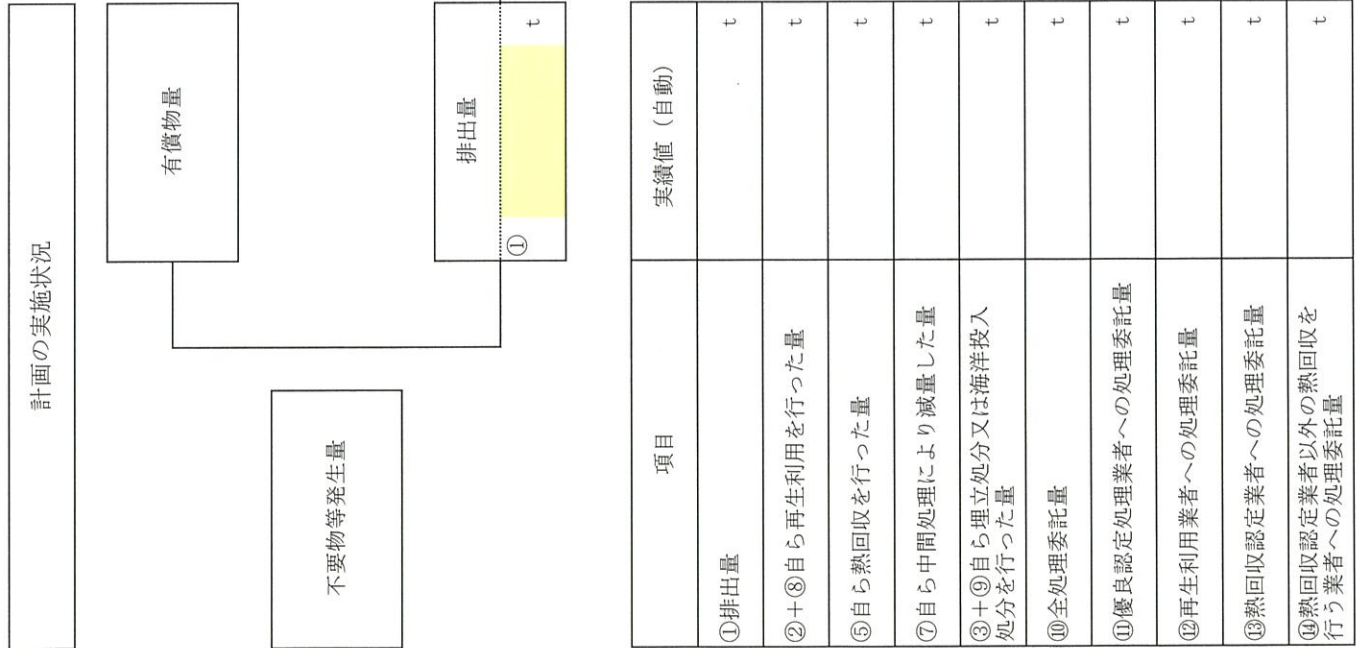 計画の実施状況
有償物量
不要物等発生量
排出量
①
t
項目
実績値（自動）
①排出量
t
②＋⑧自ら再生利用を行った量
t
⑤自ら熱回収を行った量
t
⑦自ら中間処理により減量した量
t
③＋⑨自ら埋立処分又は海洋投入
処分を行った量
t
⑩全処理委託量
t
⑪優良認定処理業者への処理委託量
t
⑫再生利用業者への処理委託量
t
⑬熱回収認定業者への処理委託量
t
⑭熱回収認定業者以外の熱回収を
行う業者への処理委託量
t